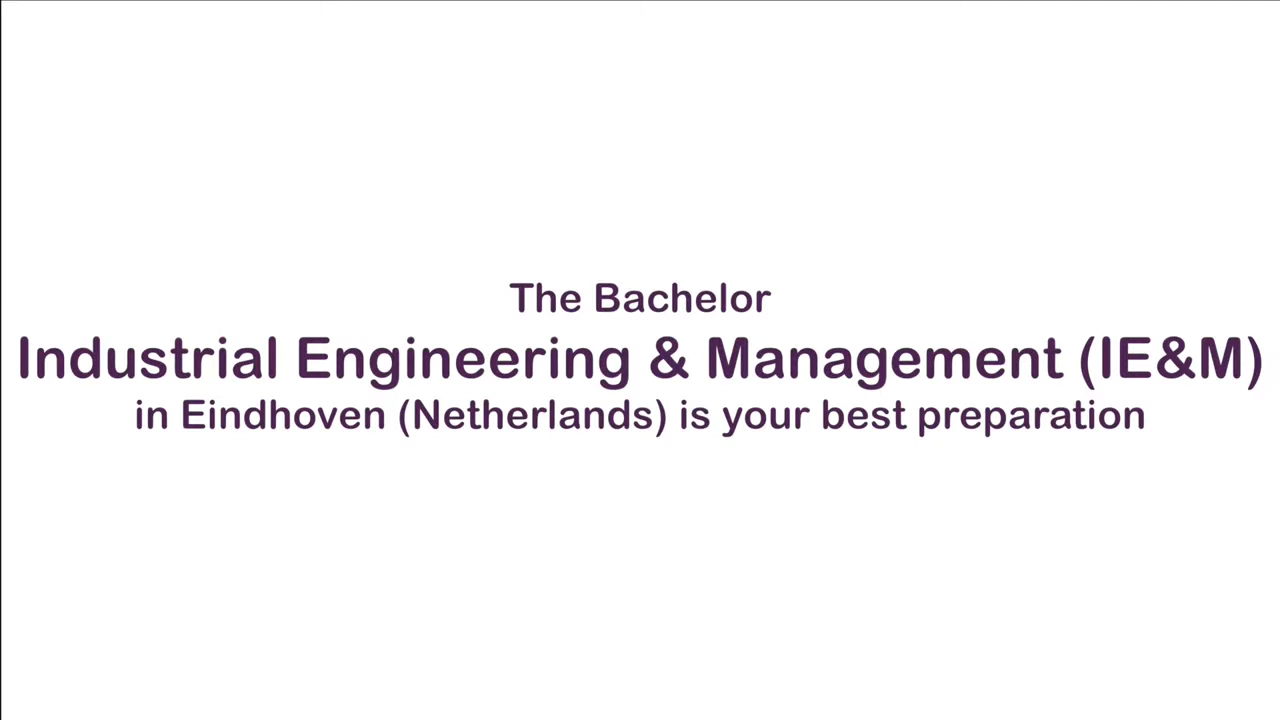 The Bachelor
Industrial Engineering & Management (IE&M)
in Eindhoven (Netherlands) is your best preparation